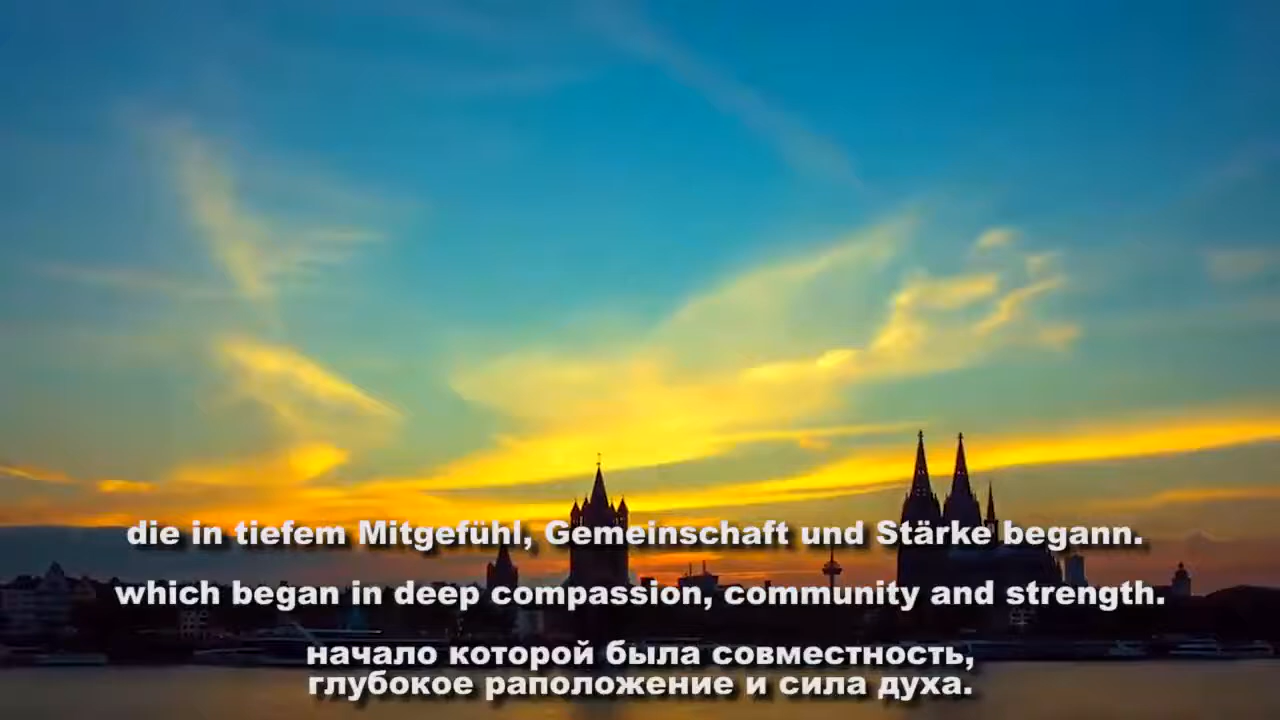 die in tiefem Mitgefühl, Gemeinschaft und Stärke begann.
which began in deep compassion, community and strength.
начало которой была совместность,
глубокое раположение и сила духа.